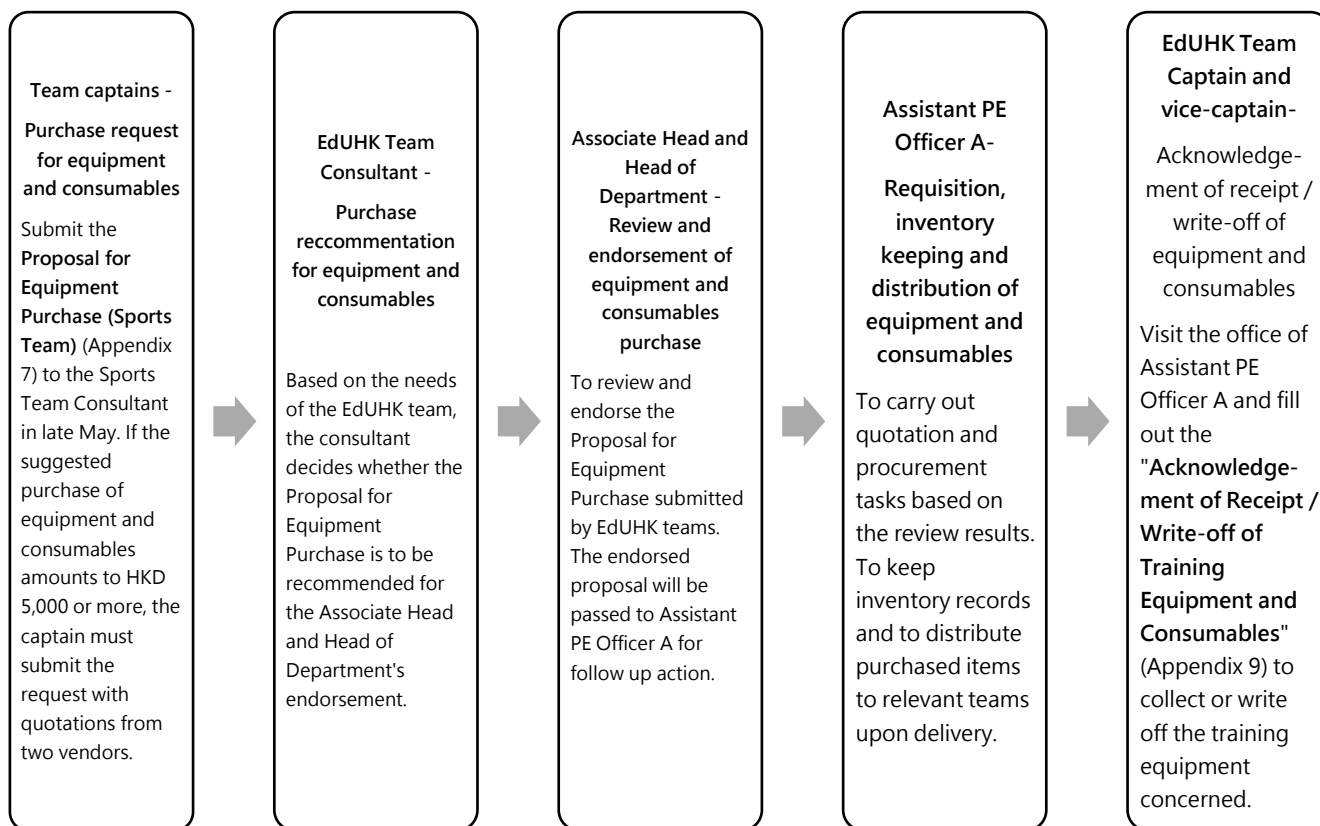 Team captains -
Purchase request
for equipment
and consumables
Submit the
Proposal for
Equipment
Purchase (Sports
Team) (Appendix
7) to the Sports
Team Consultant
in late May. If the
suggested
purchase of
equipment and
consumables
amounts to HKD
5,000 or more, the
captain must
submit the
request with
quotations from
two vendors.
EdUHK Team
Consultant -
Purchase
reccommentation
for equipment and
consumables
Based on the needs
of the EdUHK team,
the consultant
decides whether the
Proposal for
Equipment
Purchase is to be
recommended for
the Associate Head
and Head of
Department's
endorsement.
Associate Head and
Head of
Department -
Review and
endorsement of
equipment and
consumables
purchase
To review and
endorse the
Proposal for
Equipment
Purchase submitted
by EdUHK teams.
The endorsed
proposal will be
passed to Assistant
PE Officer A for
follow up action.
Assistant PE
Officer A-
Requisition,
inventory
keeping and
distribution of
equipment and
consumables
To carry out
quotation and
procurement
tasks based on
the review results.
To keep
inventory records
and to distribute
purchased items
to relevant teams
upon delivery.
EdUHK Team
Captain and
vice-captain-
Acknowledge-
ment of receipt /
write-off of
equipment and
consumables
Visit the office of
Assistant PE
Officer A and fill
out the
"Acknowledge-
ment of Receipt /
Write-off of
Training
Equipment and
Consumables"
(Appendix 9) to
collect or write
off the training
equipment
concerned.